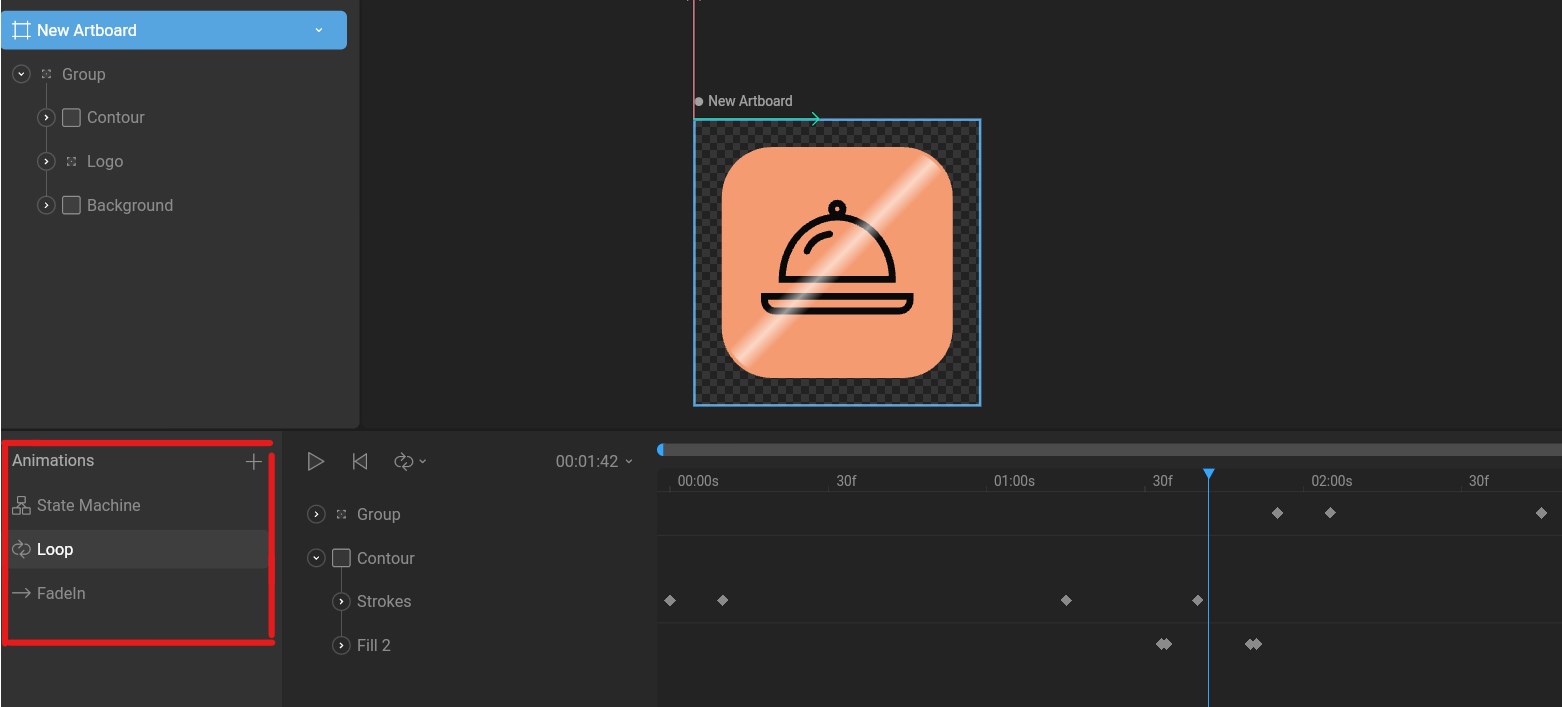 New Artboard
Group
Contour
Logo
Background
New Artboard
Animations
State Machine
Loop
FadeIn
00:01:42
00:00s 30f 01:00s 30f 02:00s 30f
Group
Contour
Strokes
Fill 2